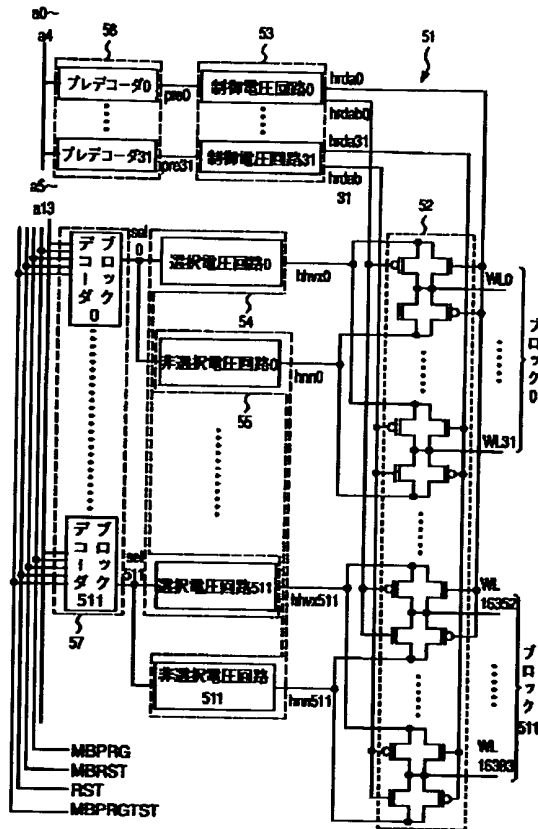 a0～
a4
56
53
51
プレデコーダ0
pre0
制御電圧回路0
hrda0
hrdab0
プレデコーダ31
pre31
制御電圧回路31
hrda31
hrdab
31
a5～
a13
52
ブロックデコーダ0
sel
0
選択電圧回路0
hhvx0
54
WL0
ブロック0
非選択電圧回路0
hnn0
55
WL31
ブロックデコーダ511
sel
511
57
選択電圧回路511
hhvx511
WL
16352
ブロック511
非選択電圧回路
511
hnn511
WL
16383
MBPRG
MBRST
RST
MBPRGTST